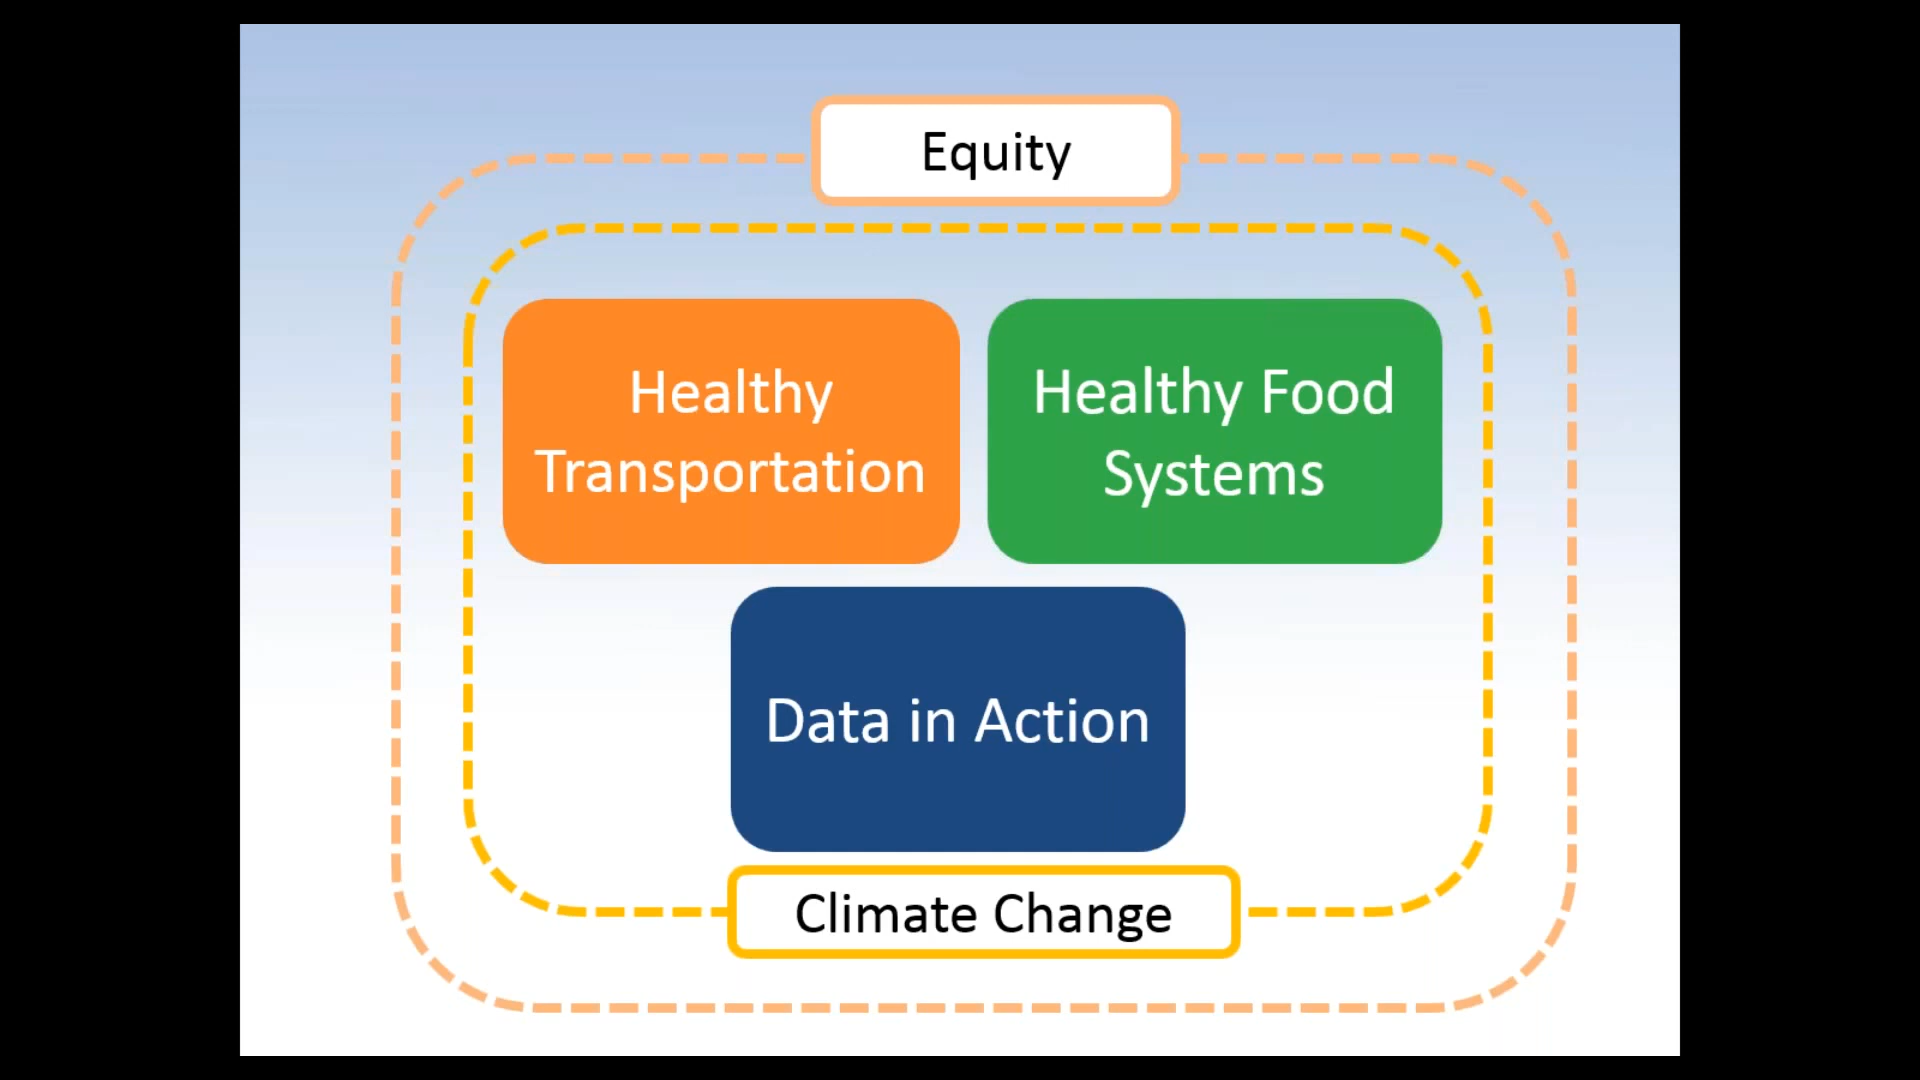 Equity
Healthy
Transportation
Healthy Food
Systems
Data in Action
Climate Change